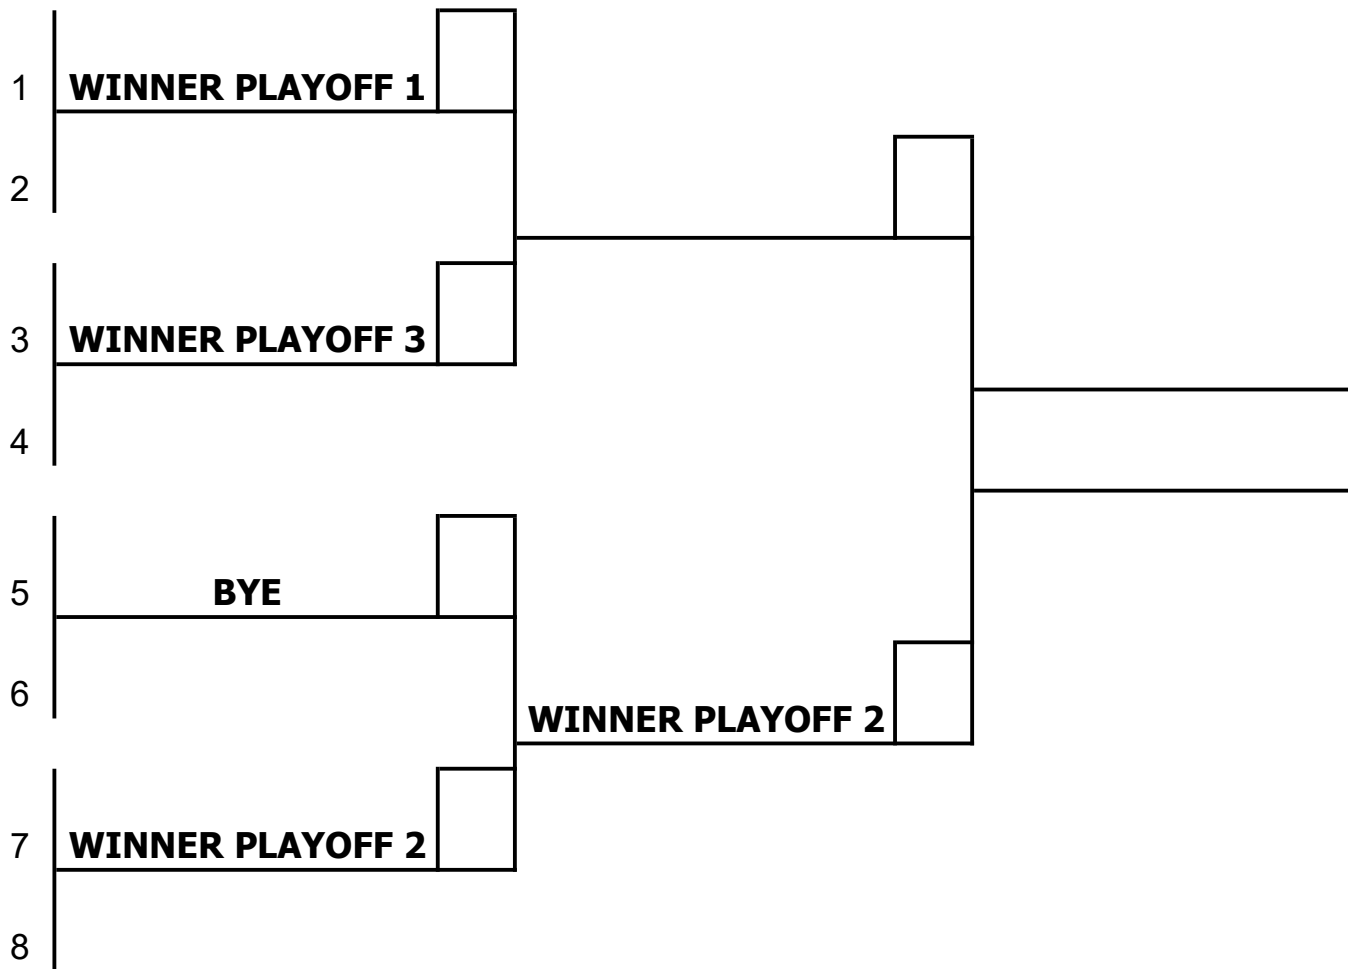 1 WINNER PLAYOFF 1
2
3 WINNER PLAYOFF 3
4
5 BYE
6
WINNER PLAYOFF 2
7 WINNER PLAYOFF 2
8